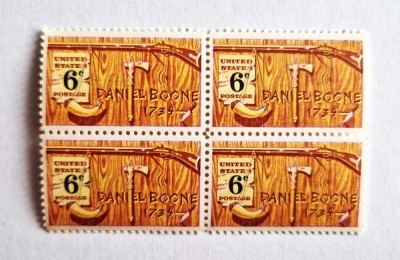 UNITED
STATES
6¢
POSTAGE
DANIEL BOONE
1734
UNITED
STATES
6¢
POSTAGE
DANIEL BOONE
1734
UNITED
STATES
6¢
POSTAGE
DANIEL BOONE
1734
UNITED
STATES
6¢
POSTAGE
DANIEL BOONE
1734